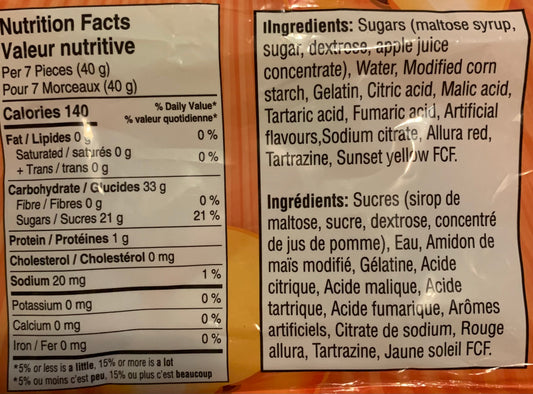 Nutrition Facts
Valeur nutritive
Per 7 Pieces (40 g)
Pour 7 Morceaux (40 g)
Calories 140
% Daily Value*
% valeur quotidienne*
Fat / Lipides 0 g 0 %
Saturated / saturés 0 g
+ Trans / trans 0 g 0 %
Carbohydrate / Glucides 33 g
Fibre / Fibres 0 g 0 %
Sugars / Sucres 21 g 21 %
Protein / Protéines 1 g
Cholesterol / Cholestérol 0 mg
Sodium 20 mg 1 %
Potassium 0 mg 0 %
Calcium 0 mg 0 %
Iron / Fer 0 mg 0 %
*5% or less is a little, 15% or more is a lot
*5% ou moins c'est peu, 15% ou plus c'est beaucoup
IIngredients: Sugars (maltose syrup,
sugar, dextrose, apple juice
concentrate), Water, Modified corn
starch, Gelatin, Citric acid, Malic acid,
Tartaric acid, Fumaric acid, Artificial
flavours,Sodium citrate, Allura red,
Tartrazine, Sunset yellow FCF.
Ingrédients: Sucres (sirop de
maltose, sucre, dextrose, concentré
de jus de pomme), Eau, Amidon de
maïs modifié, Gélatine, Acide
citrique, Acide malique, Acide
tartrique, Acide fumarique, Arômes
artificiels, Citrate de sodium, Rouge
allura, Tartrazine, Jaune soleil FCF.